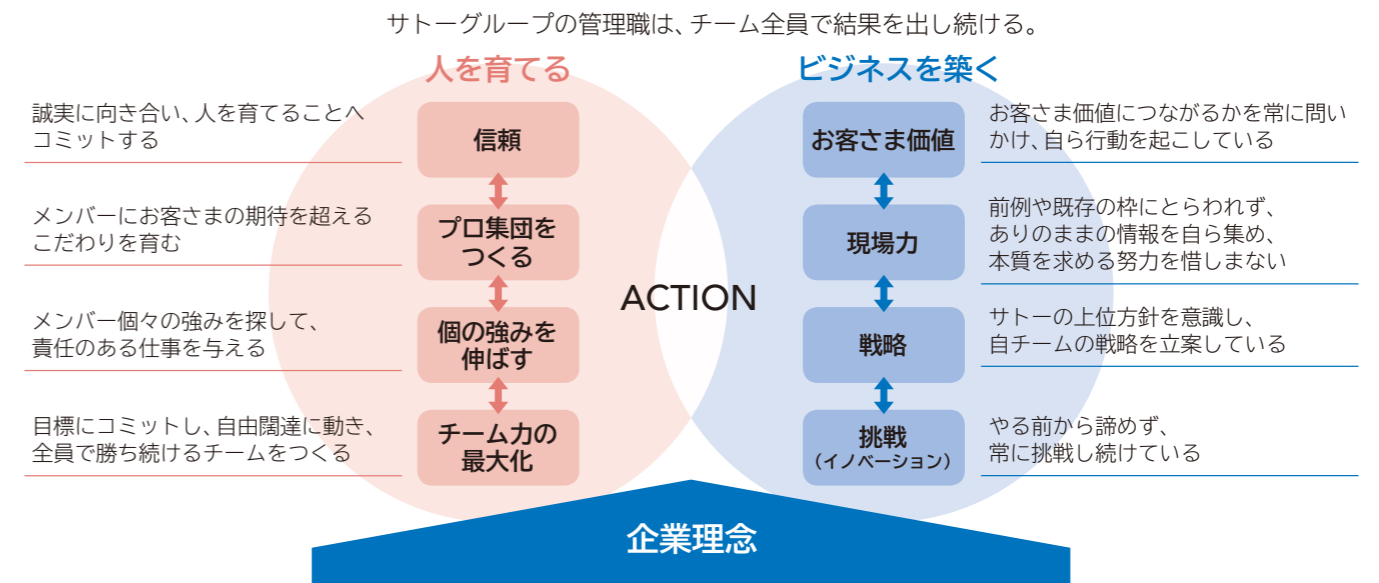 サトーグループの管理職は、チーム全員で結果を出し続ける。
人を育てる
誠実に向き合い、人を育てることへ
コミットする
信頼
メンバーにお客さまの期待を超える
こだわりを育む
プロ集団を
つくる
メンバー個々の強みを探して、
責任のある仕事を与える
個の強みを
伸ばす
目標にコミットし、自由闊達に動き、
全員で勝ち続けるチームをつくる
チーム力の
最大化
ACTION
ビジネスを築く
お客さま価値
お客さま価値につながるかを常に問い
かけ、自ら行動を起こしている
現場力
前例や既存の枠にとらわれず、
ありのままの情報を自ら集め、
本質を求める努力を惜しまない
戦略
サトーの上位方針を意識し、
自チームの戦略を立案している
挑戦
（イノベーション）
やる前から諦めず、
常に挑戦し続けている
企業理念